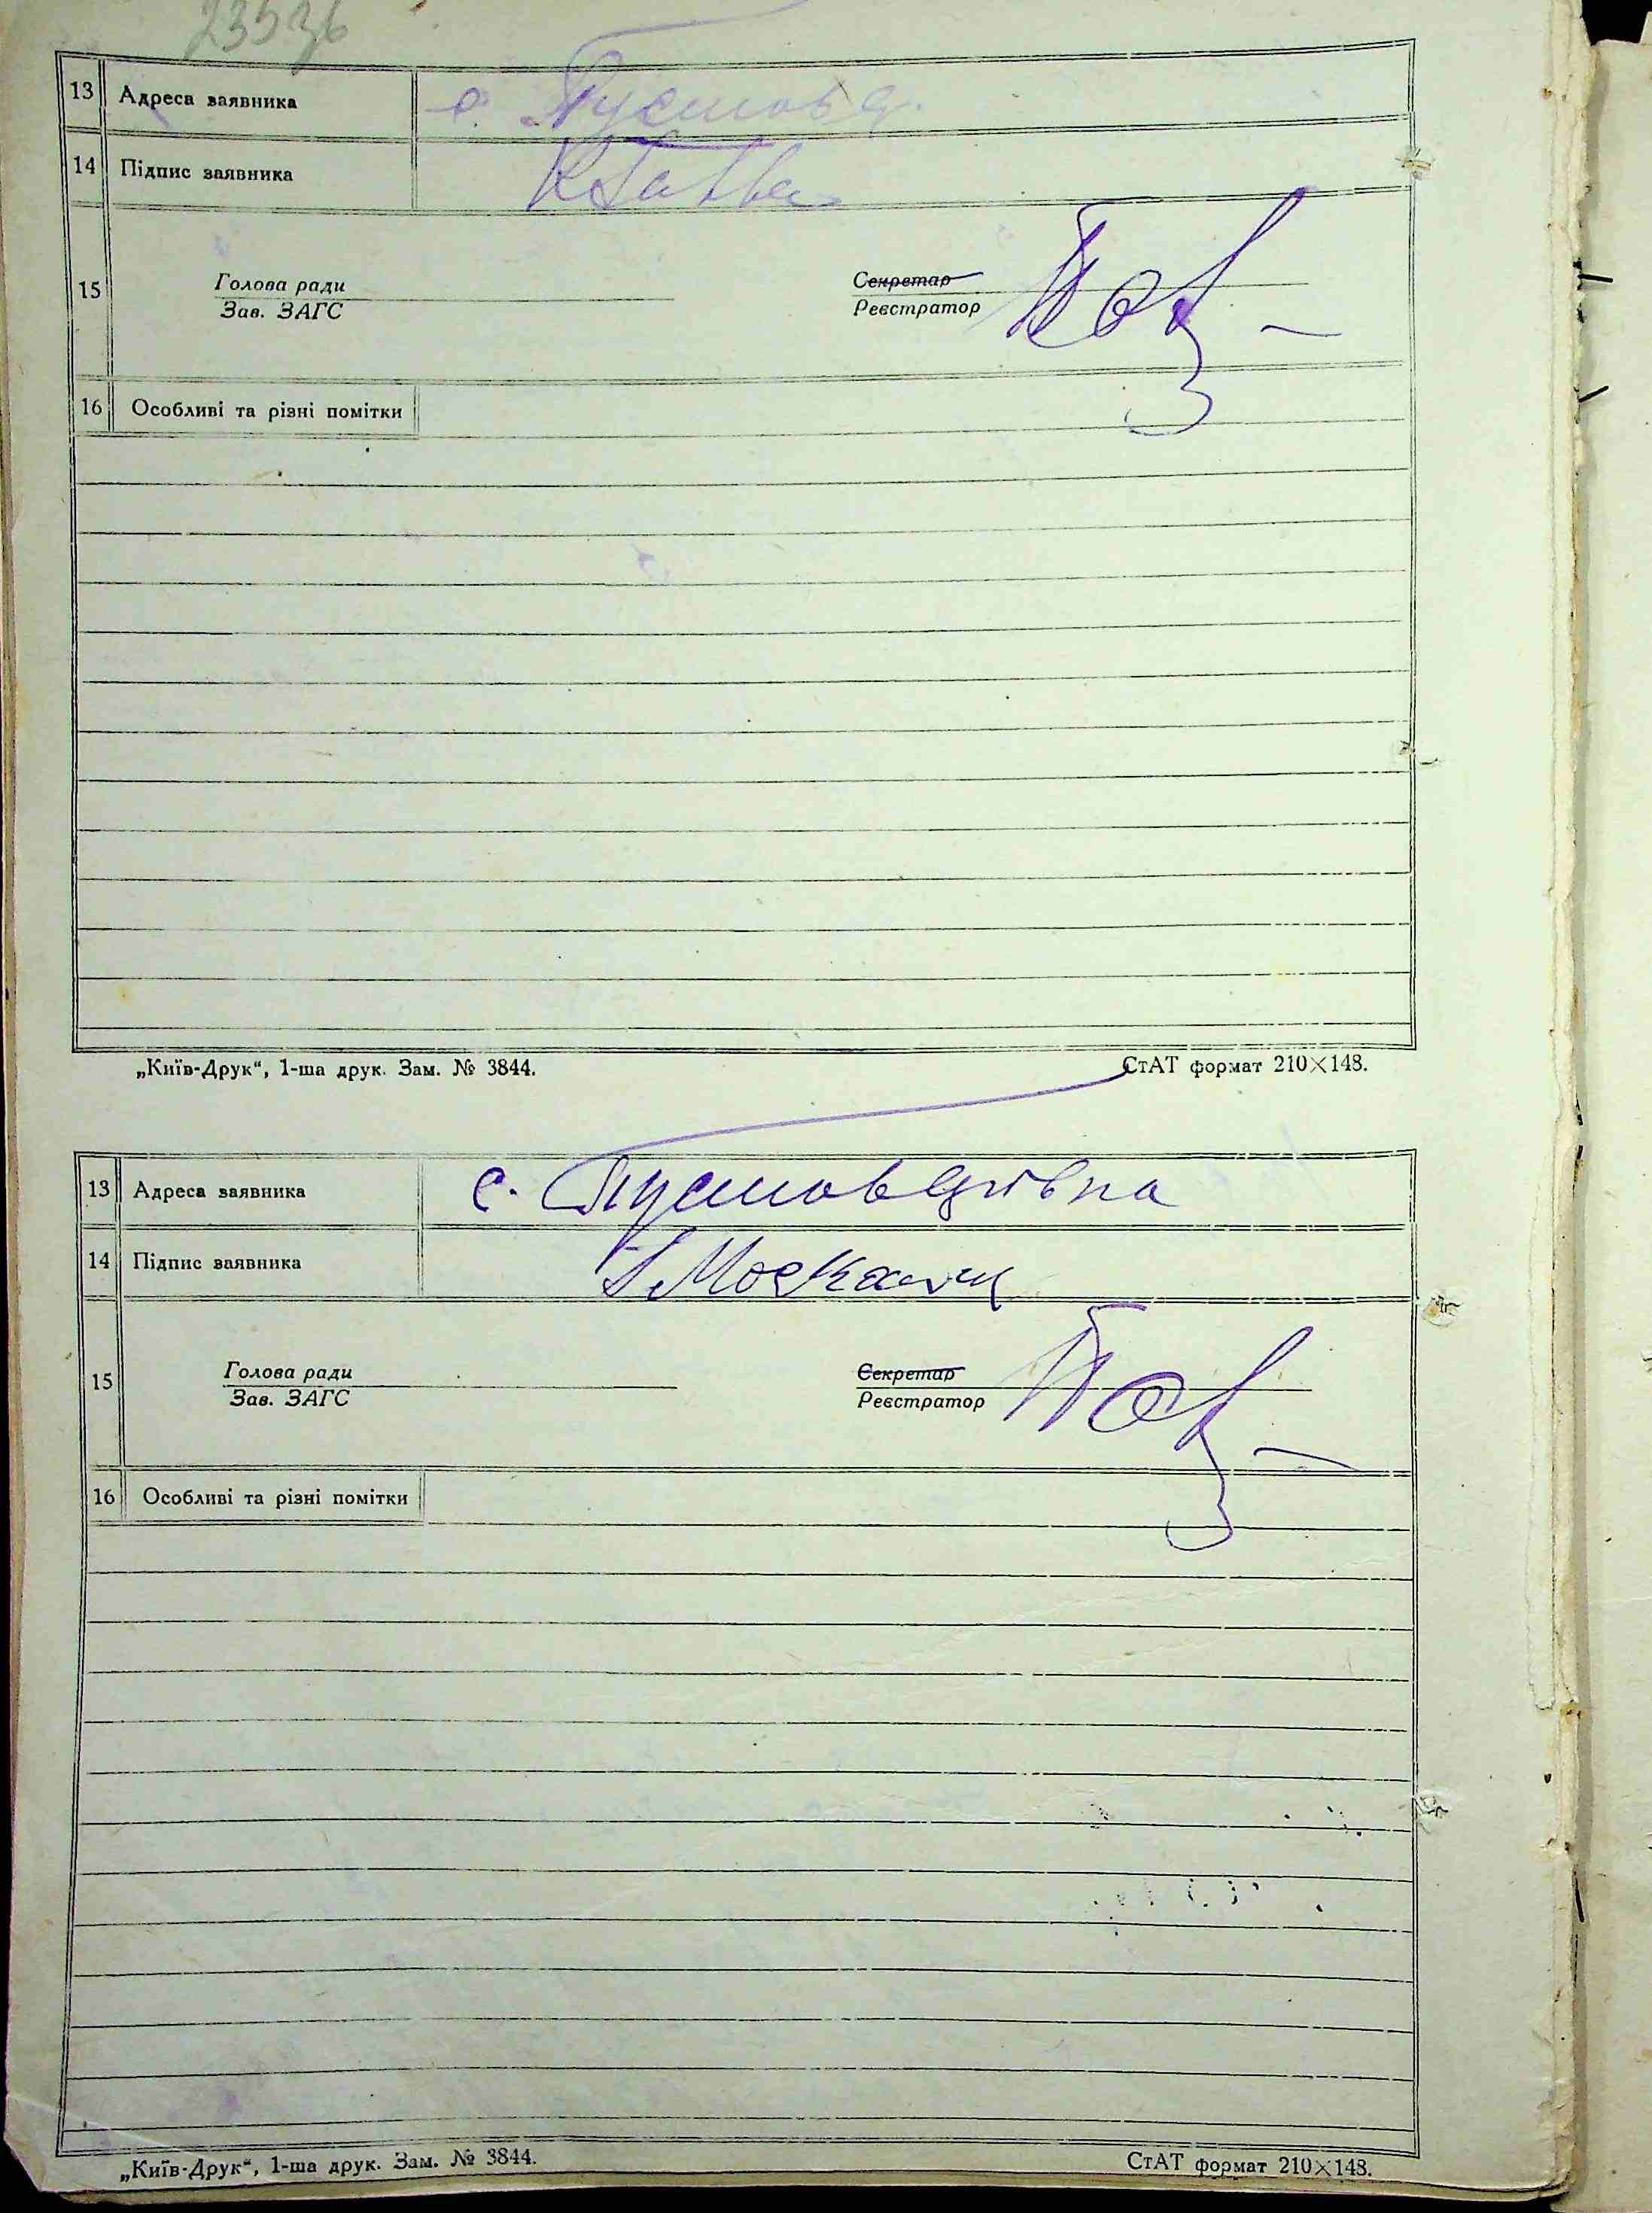 235зв
13 Адреса заявника с. Пустовар.
14 Підпис заявника
15 Голова ради Секретар
Зав. ЗАГС Реєстратор
16 Особливі та різні помітки
„Київ-Друк“, 1-ша друк. Зам. № 3844. СтАТ формат 210×148.
13 Адреса заявника с. Пустоварівка
14 Підпис заявника
15 Голова ради Секретар
Зав. ЗАГС Реєстратор
16 Особливі та різні помітки
„Київ-Друк“, 1-ша друк. Зам. № 3844. СтАТ формат 210×148.